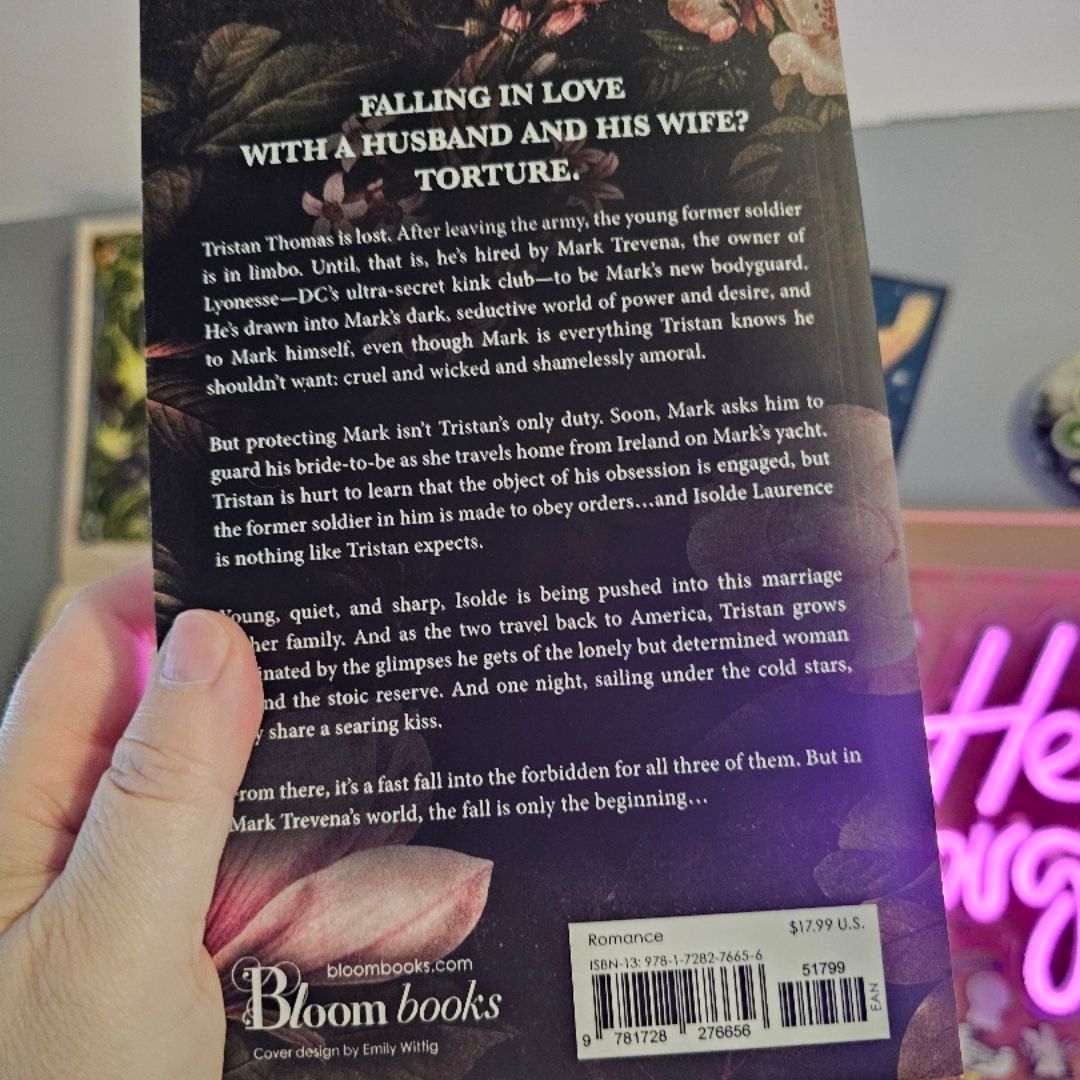 FALLING IN LOVE
WITH A HUSBAND AND HIS WIFE?
TORTURE.
Tristan Thomas is lost. After leaving the army, the young former soldier
is in limbo. Until, that is, he's hired by Mark Trevena, the owner of
Lyonesse—DC's ultra-secret kink club—to be Mark's new bodyguard.
He's drawn into Mark's dark, seductive world of power and desire, and
to Mark himself, even though Mark is everything Tristan knows he
shouldn't want: cruel and wicked and shamelessly amoral.
But protecting Mark isn't Tristan's only duty. Soon, Mark asks him to
guard his bride-to-be as she travels home from Ireland on Mark's yacht.
Tristan is hurt to learn that the object of his obsession is engaged, but
the former soldier in him is made to obey orders...and Isolde Laurence
is nothing like Tristan expects.
Young, quiet, and sharp, Isolde is being pushed into this marriage
her family. And as the two travel back to America, Tristan grows
by the glimpses he gets of the lonely but determined woman
the stoic reserve. And one night, sailing under the cold stars,
share a searing kiss.
From there, it's a fast fall into the forbidden for all three of them. But in
Mark Trevena's world, the fall is only the beginning...
bloombooks.com
Bloom books
Cover design by Emily Wittig
Romance $17.99 U.S.
ISBN-13: 978-1-7282-7665-6
51799
EAN
9 781728 276656
He